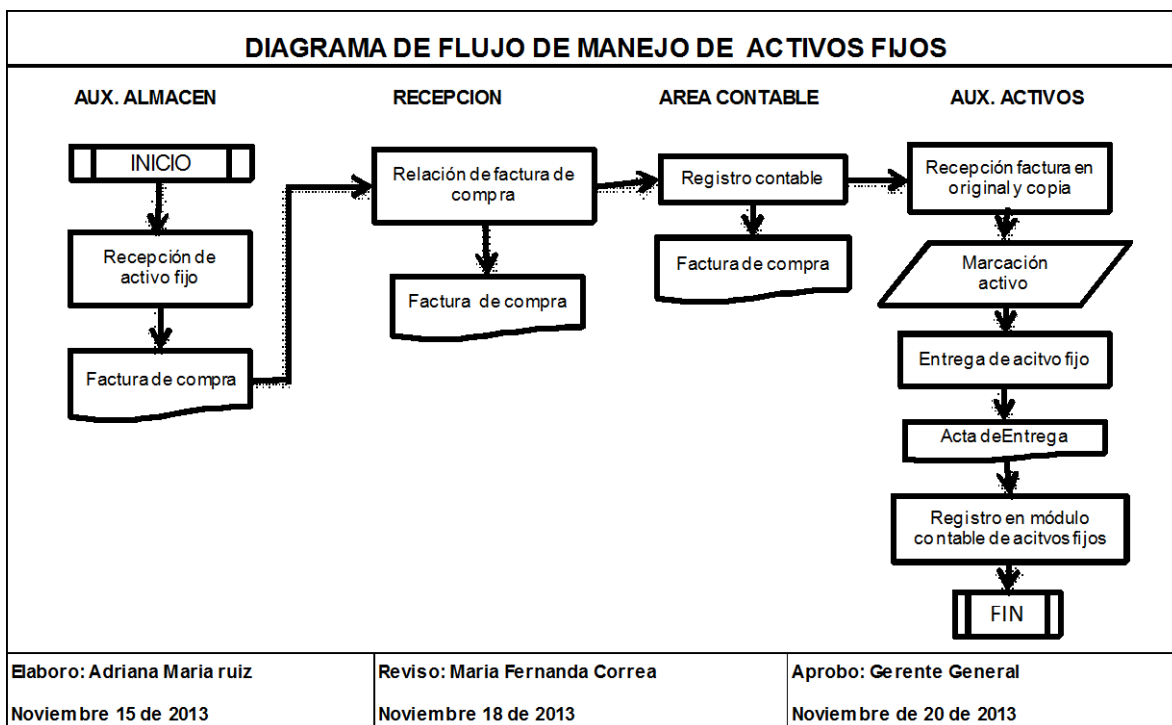 DIAGRAMA DE FLUJO DE MANEJO DE ACTIVOS FIJOS
AUX. ALMACEN
RECEPCION
AREA CONTABLE
AUX. ACTIVOS
INICIO
Recepción de
activo fijo
Factura de compra
Relación de factura de
compra
Factura de compra
Registro contable
Factura de compra
Recepción factura en
original y copia
Marcación
activo
Entrega de acitvo fijo
Acta de Entrega
Registro en módulo
contable de acitvos fijos
FIN
Elaboro: Adriana Maria ruiz
Noviembre 15 de 2013
Reviso: Maria Fernanda Correa
Noviembre 18 de 2013
Aprobo: Gerente General
Noviembre de 20 de 2013